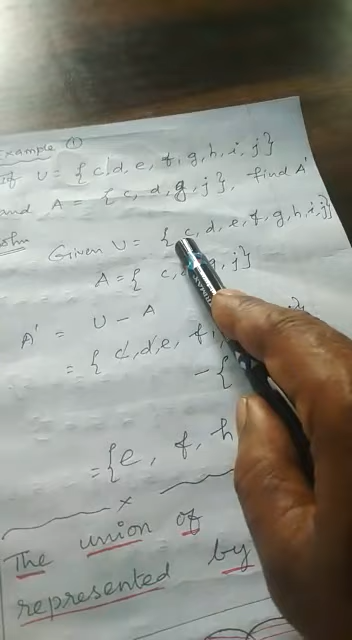 Example ①
If U = {c, d, e, f, g, h, i, j}
and A = {c, d, g, j}, find A'
Soln
Given U = {c, d, e, f, g, h, i, j}
A = {c, g, j}
A' = U - A
= {c, d, e, f, }
- {
= {e, f, h
x
The union of
represented by